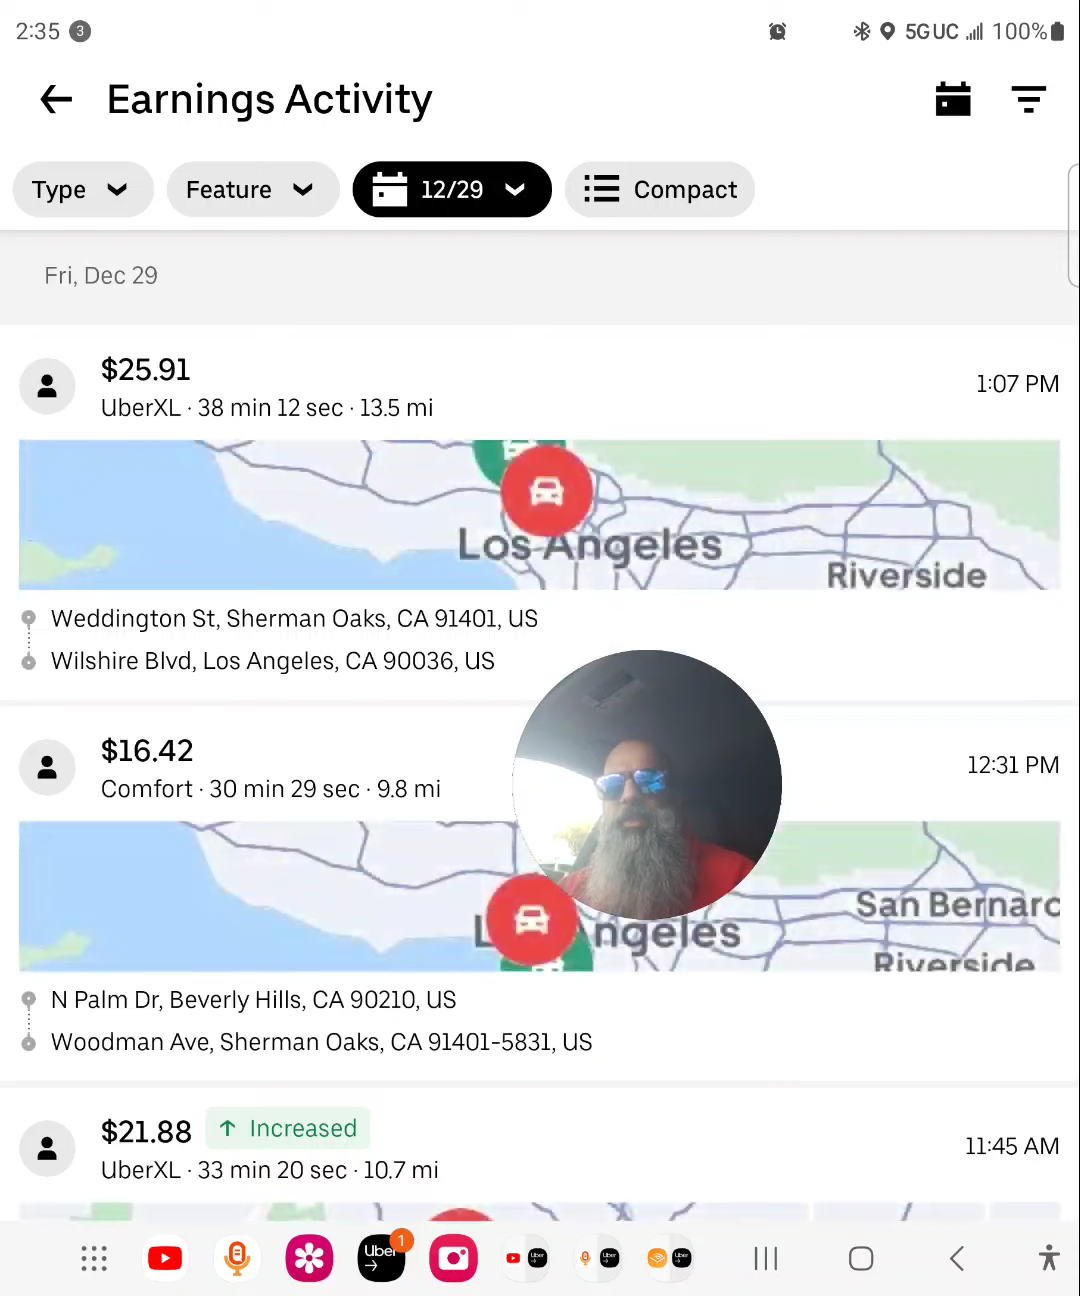 2:35 3 5GUC 100%
Earnings Activity
Type Feature 12/29 Compact
Fri, Dec 29
$25.91
1:07 PM
UberXL · 38 min 12 sec · 13.5 mi
Los Angeles
Riverside
Weddington St, Sherman Oaks, CA 91401, US
Wilshire Blvd, Los Angeles, CA 90036, US
$16.42
12:31 PM
Comfort · 30 min 29 sec · 9.8 mi
San Bernarc
L ngeles
Riverside
N Palm Dr, Beverly Hills, CA 90210, US
Woodman Ave, Sherman Oaks, CA 91401-5831, US
$21.88 ↑ Increased
11:45 AM
UberXL · 33 min 20 sec · 10.7 mi
Uber 1 Uber Uber Uber